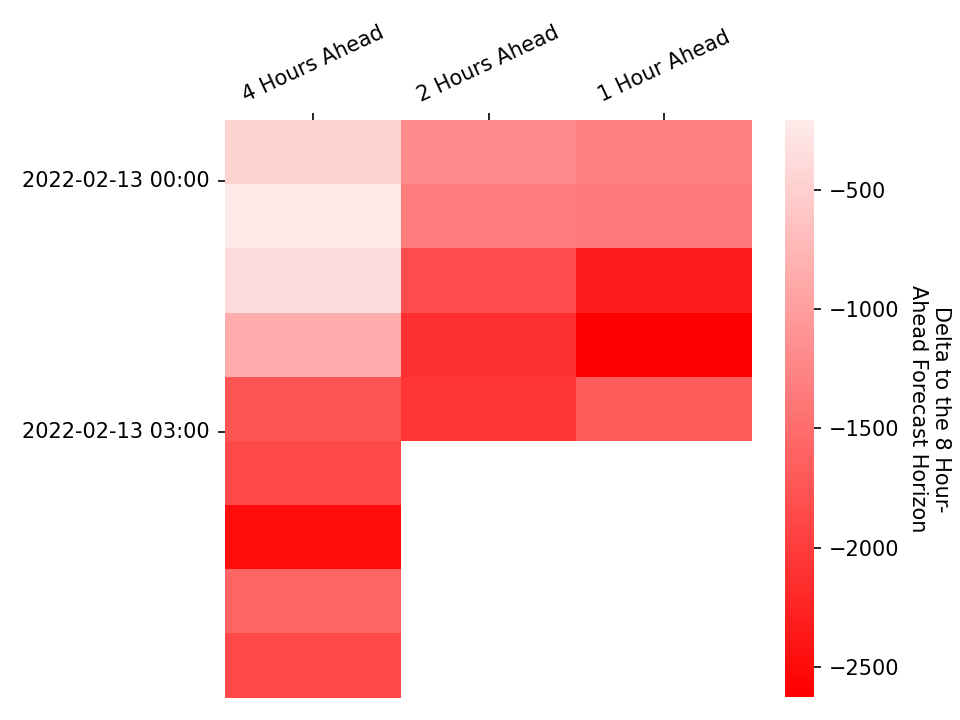 4 Hours Ahead
2 Hours Ahead
1 Hour Ahead
2022-02-13 00:00
2022-02-13 03:00
−500
−1000
−1500
−2000
−2500
Delta to the 8 Hour-
Ahead Forecast Horizon